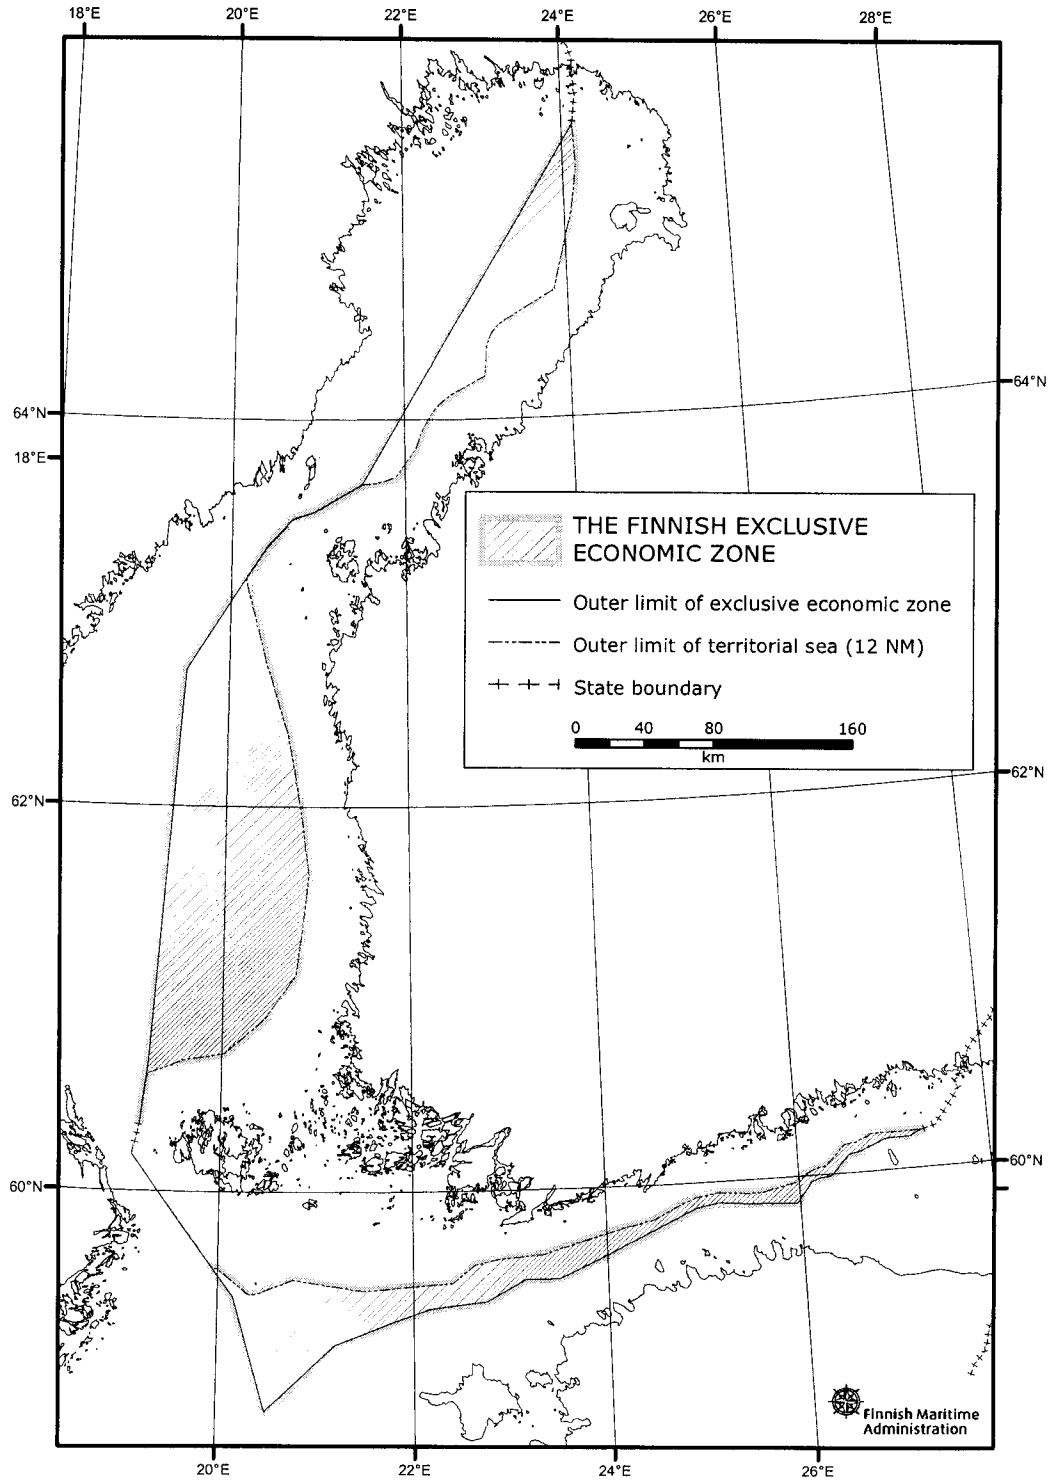 18°E
20°E
22°E
24°E
26°E
28°E
64°N
64°N
18°E
THE FINNISH EXCLUSIVE
ECONOMIC ZONE
Outer limit of exclusive economic zone
Outer limit of territorial sea (12 NM)
State boundary
0 40 80 160
km
62°N
62°N
60°N
60°N
Finnish Maritime
Administration
20°E
22°E
24°E
26°E